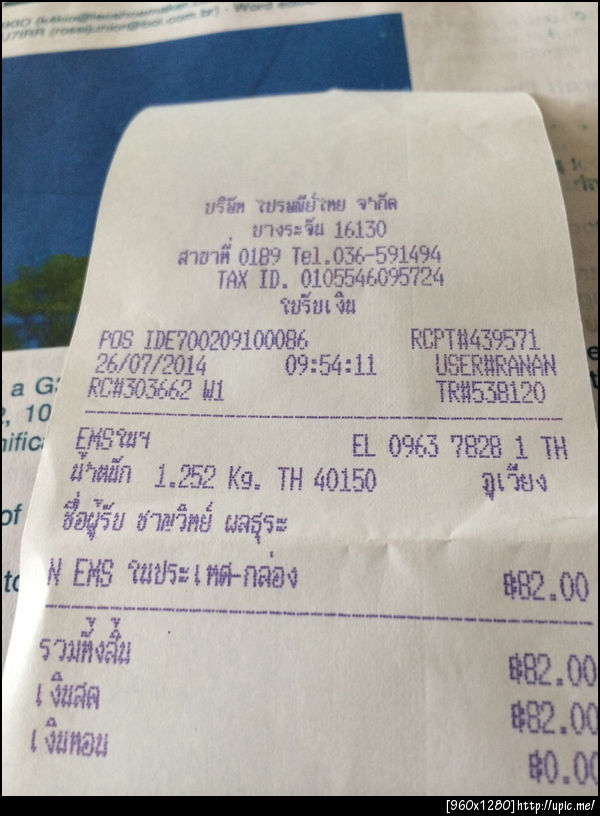 บริษัท ไปรษณีย์ไทย จำกัด
บางระจัน 16130
สาขาที่ 0189 Tel.036-591494
TAX ID. 0105546095724
ใบรับเงิน
POS IDE700209100086 RCPT#439571
26/07/2014 09:54:11 USER#RANAN
RC#303662 W1 TR#538120
EMSในฯ EL 0963 7828 1 TH
น้ำหนัก 1.252 Kg. TH 40150 ภูเวียง
ชื่อผู้รับ ชาญวิทย์ ผลธุระ
N EMS ในประเทศ-กล่อง ฿82.00
รวมทั้งสิ้น ฿82.00
เงินสด ฿82.00
เงินทอน ฿0.00
[960x1280] http://upic.me/